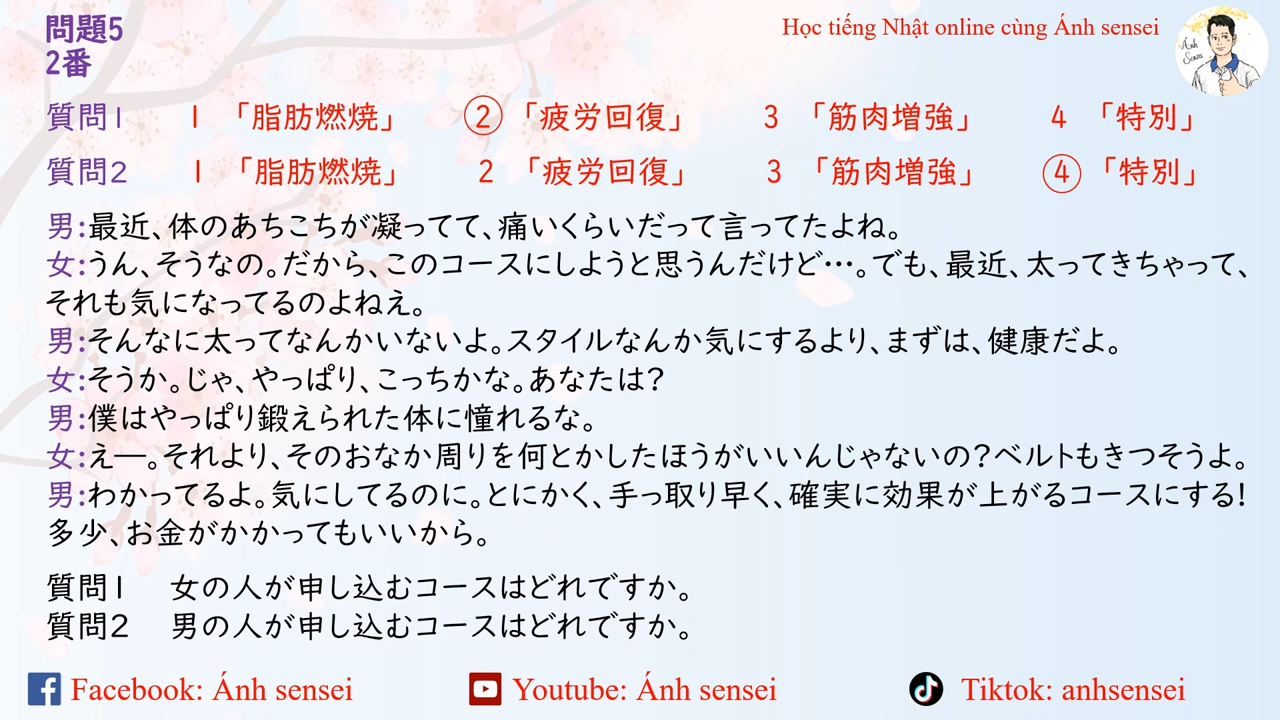 問題5
2番
Học tiếng Nhật online cùng Ánh sensei
Ánh Sensei
質問1 1 「脂肪燃焼」 ② 「疲労回復」 3 「筋肉増強」 4 「特別」
質問2 1 「脂肪燃焼」 2 「疲労回復」 3 「筋肉増強」 ④ 「特別」
男:最近、体のあちこちが凝ってて、痛いくらいだって言ってたよね。
女:うん、そうなの。だから、このコースにしようと思うんだけど…。でも、最近、太ってきちゃって、
それも気になってるのよねえ。
男:そんなに太ってなんかいないよ。スタイルなんか気にするより、まずは、健康だよ。
女:そうか。じゃ、やっぱり、こっちかな。あなたは?
男:僕はやっぱり鍛えられた体に憧れるな。
女:え―。それより、そのおなか周りを何とかしたほうがいいんじゃないの?ベルトもきつそうよ。
男:わかってるよ。気にしてるのに。とにかく、手っ取り早く、確実に効果が上がるコースにする!
多少、お金がかかってもいいから。
質問1 女の人が申し込むコースはどれですか。
質問2 男の人が申し込むコースはどれですか。
Facebook: Ánh sensei Youtube: Ánh sensei Tiktok: anhsensei